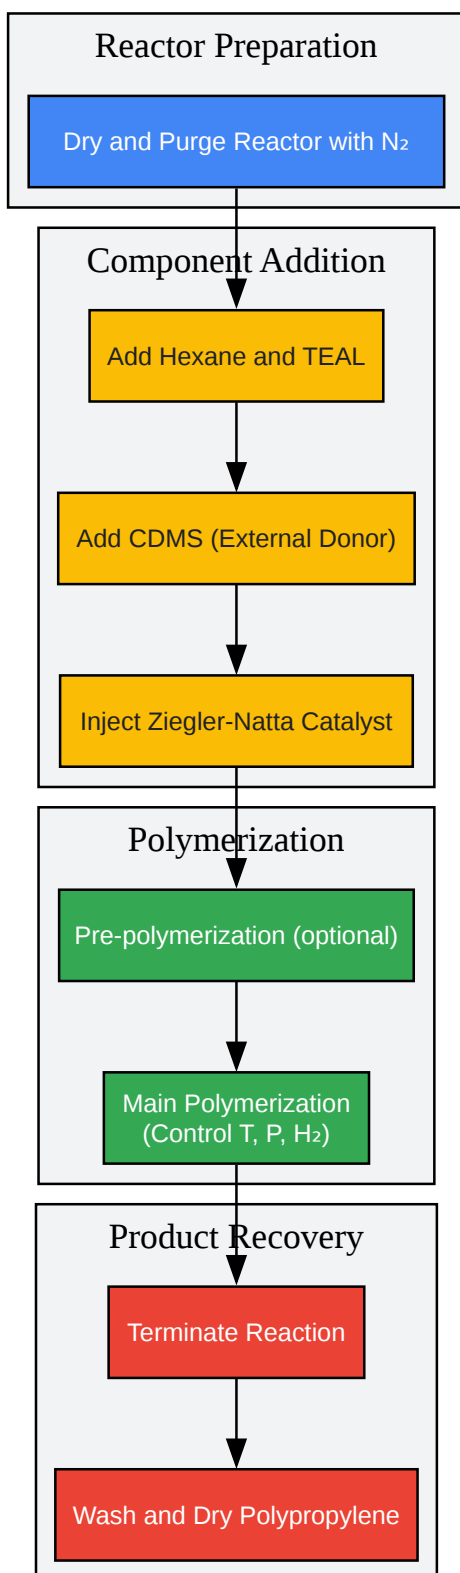 Reactor Preparation
Dry and Purge Reactor with N₂
Component Addition
Add Hexane and TEAL
Add CDMS (External Donor)
Inject Ziegler-Natta Catalyst
Polymerization
Pre-polymerization (optional)
Main Polymerization
(Control T, P, H₂)
Product Recovery
Terminate Reaction
Wash and Dry Polypropylene